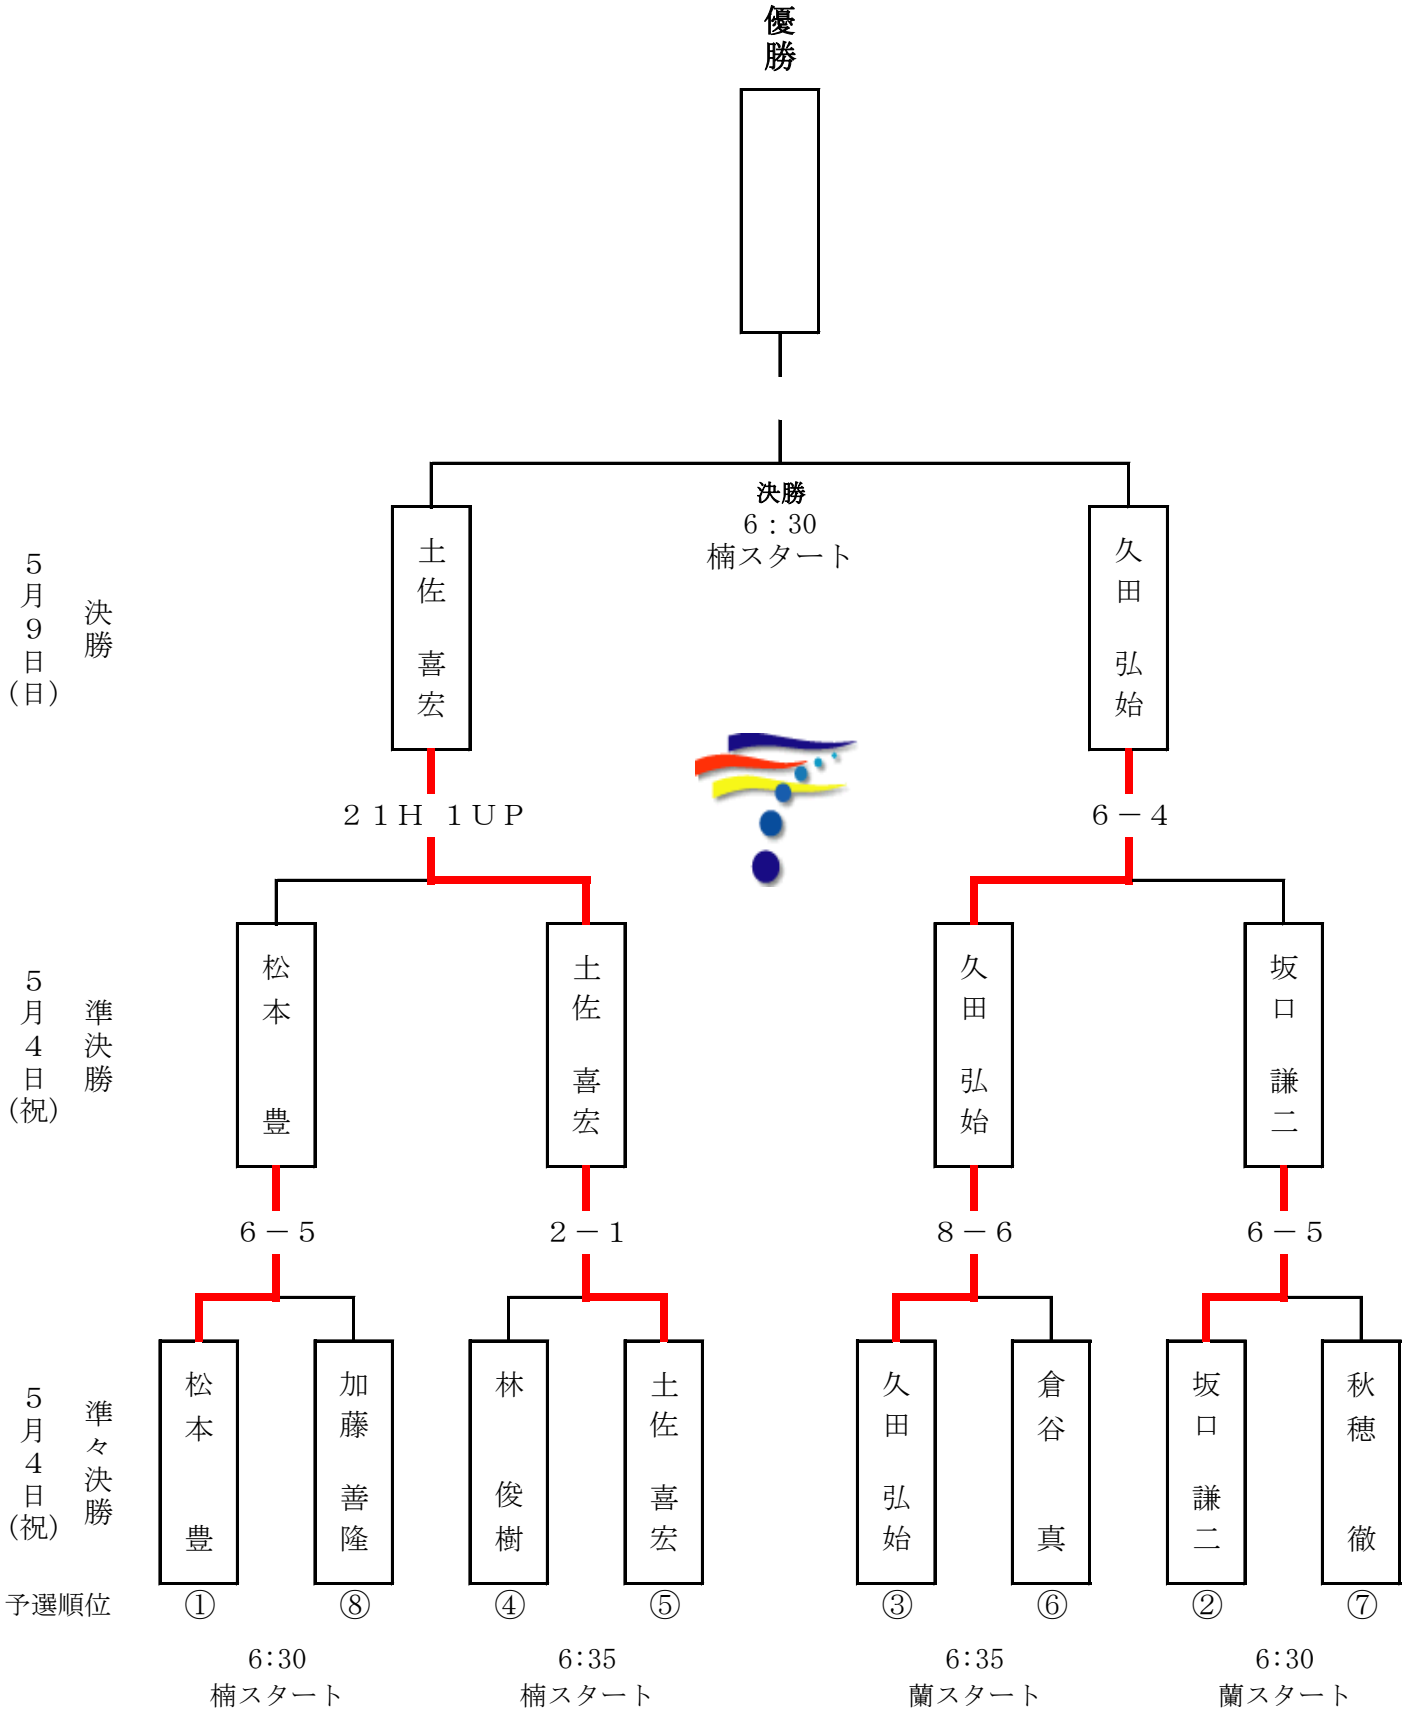 優勝
決勝
6：30
楠スタート
5月9日(日)
決勝
土佐 喜宏
久田 弘始
21H 1UP
6－4
5月4日(祝)
準決勝
松本 豊
土佐 喜宏
久田 弘始
坂口 謙二
6－5
2－1
8－6
6－5
5月4日(祝)
準々決勝
松本 豊
加藤 善隆
林 俊樹
土佐 喜宏
久田 弘始
倉谷 真
坂口 謙二
秋穂 徹
予選順位
①
⑧
④
⑤
③
⑥
②
⑦
6:30
楠スタート
6:35
楠スタート
6:35
蘭スタート
6:30
蘭スタート